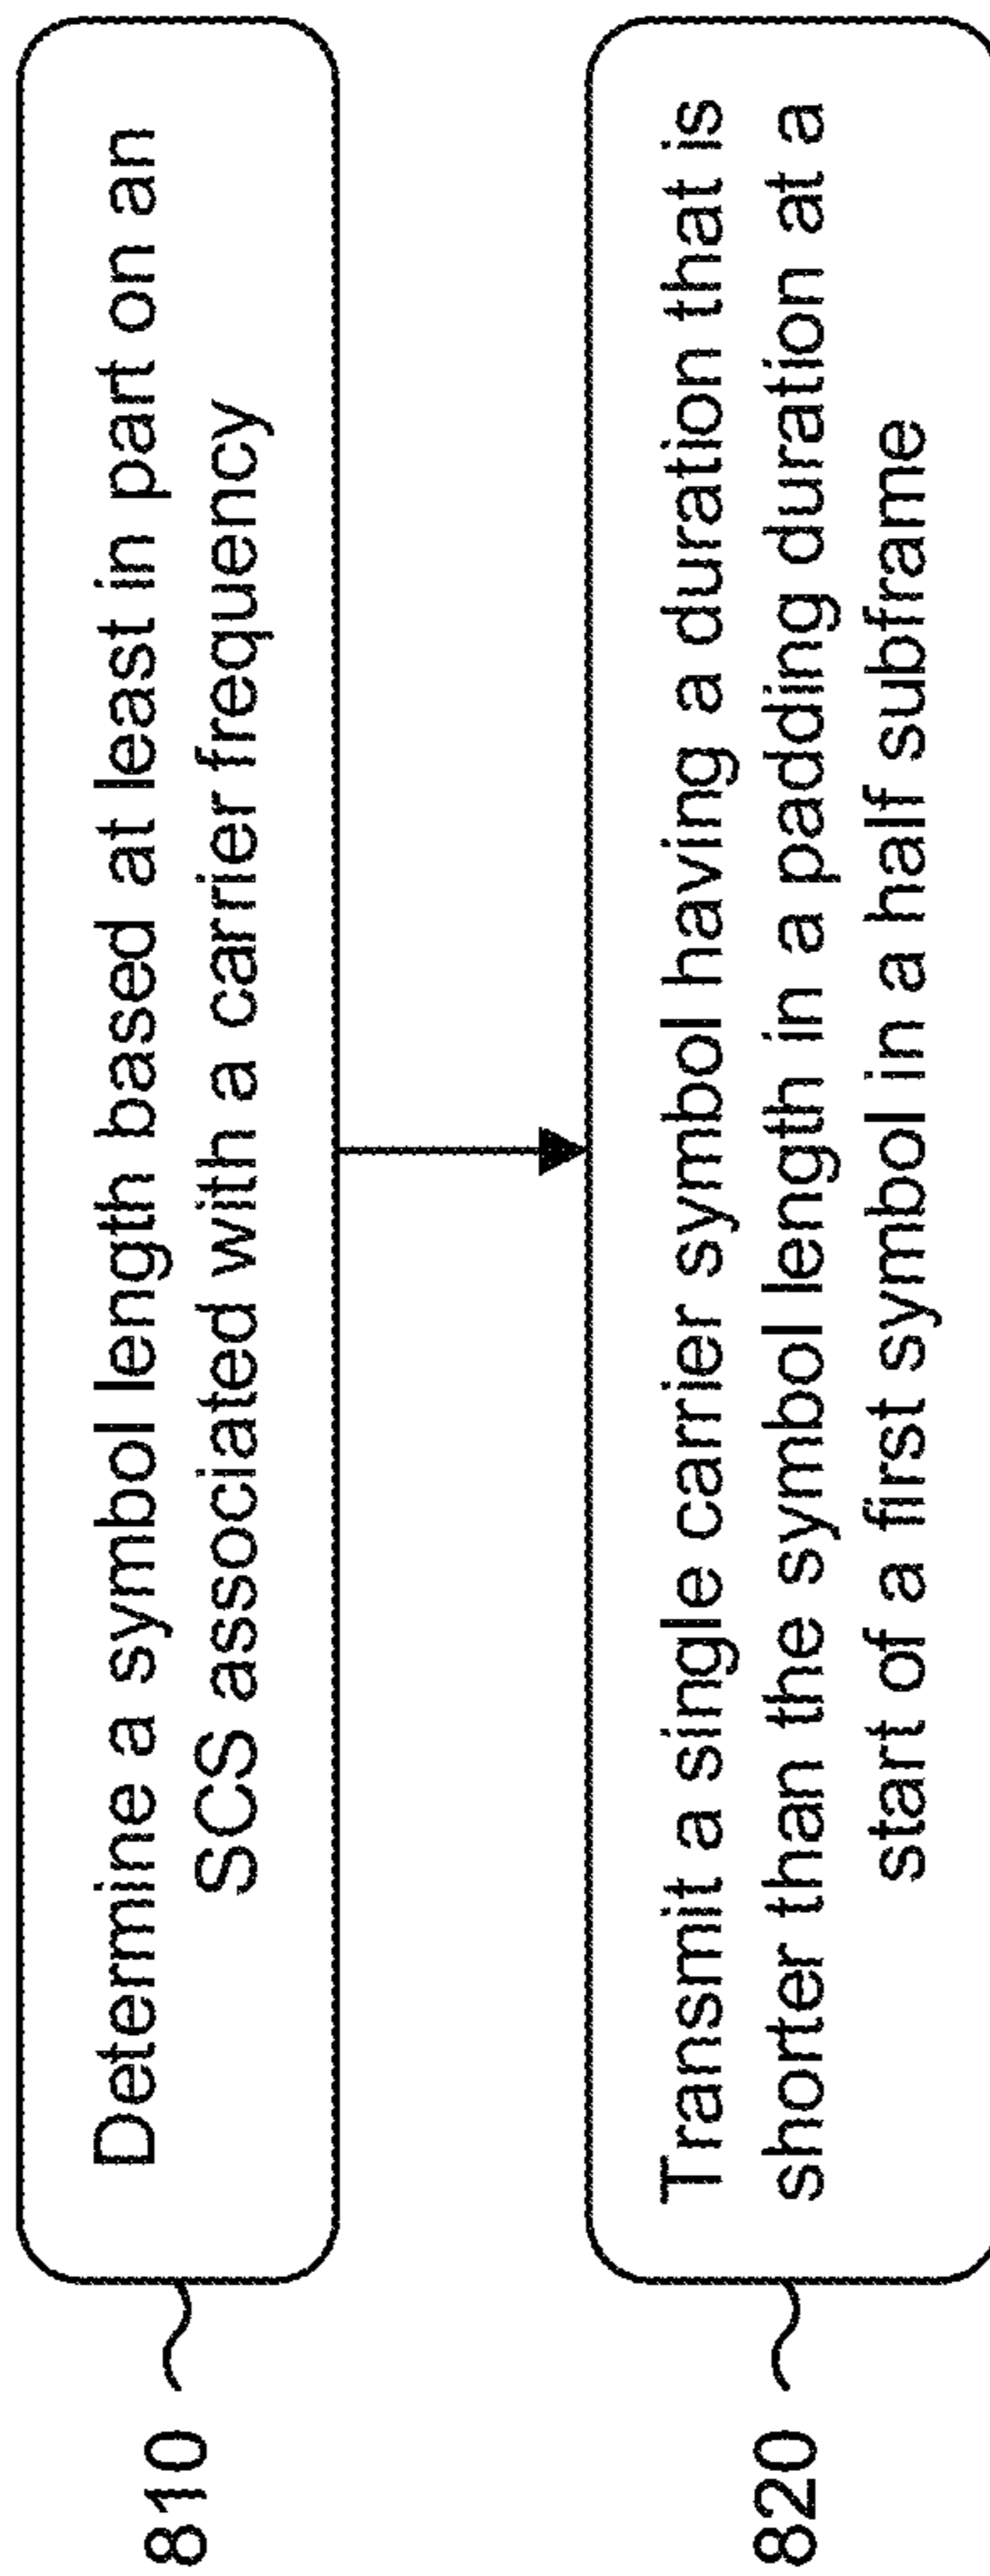 810
Determine a symbol length based at least in part on an
SCS associated with a carrier frequency
820
Transmit a single carrier symbol having a duration that is
shorter than the symbol length in a padding duration at a
start of a first symbol in a half subframe